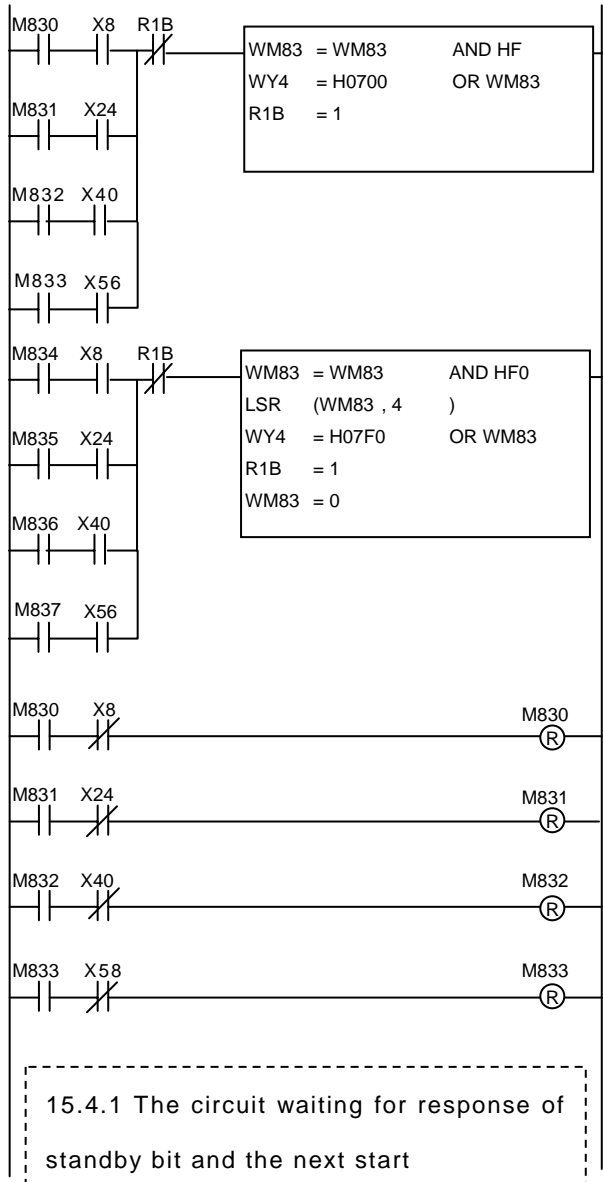 M830 X8 R1B
WM83 = WM83 AND HF
WY4 = H0700 OR WM83
R1B = 1
M831 X24
M832 X40
M833 X56
M834 X8 R1B
WM83 = WM83 AND HF0
LSR (WM83 , 4 )
WY4 = H07F0 OR WM83
R1B = 1
WM83 = 0
M835 X24
M836 X40
M837 X56
M830 X8 M830
R
M831 X24 M831
R
M832 X40 M832
R
M833 X58 M833
R
15.4.1 The circuit waiting for response of
standby bit and the next start